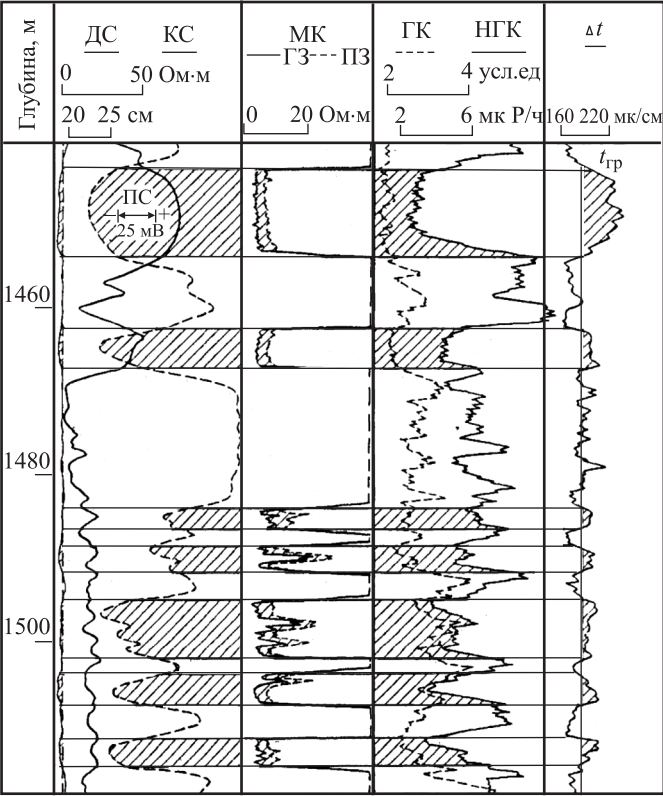 Глубина, м
ДС КС
0 50 Ом·м
20 25 см
МК
ГЗ ПЗ
0 20 Ом·м
ГК НГК
2 4 усл.ед
2 6 мк Р/ч
Δt
160 220 мк/см
tгр
ПС
− +
25 мВ
1460
1480
1500